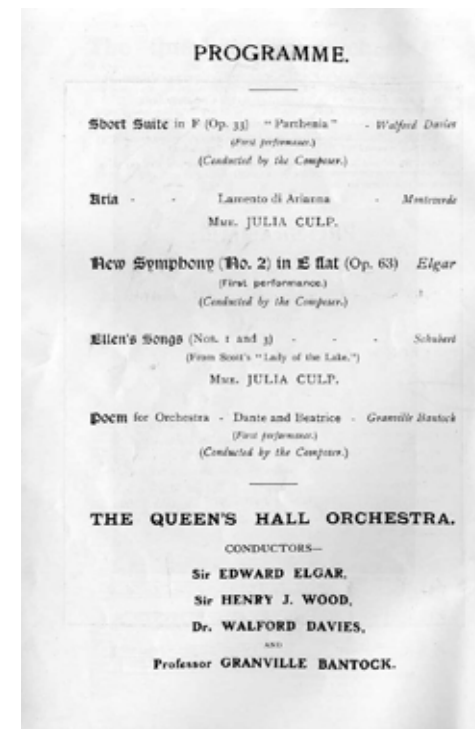 PROGRAMME.
Short Suite in F (Op. 33) "Parthenia" - Walford Davies
(First performance.)
(Conducted by the Composer.)
Aria - - Lamento di Arianna - Monteverde
Mme. JULIA CULP.
New Symphony (No. 2) in E flat (Op. 63) Elgar
(First performance.)
(Conducted by the Composer.)
Ellen's Songs (Nos. 1 and 3) - - - Schubert
(From Scott's "Lady of the Lake.")
Mme. JULIA CULP.
Poem for Orchestra - Dante and Beatrice - Granville Bantock
(First performance.)
(Conducted by the Composer.)
THE QUEEN'S HALL ORCHESTRA.
CONDUCTORS—
Sir EDWARD ELGAR,
Sir HENRY J. WOOD,
Dr. WALFORD DAVIES,
AND
Professor GRANVILLE BANTOCK.